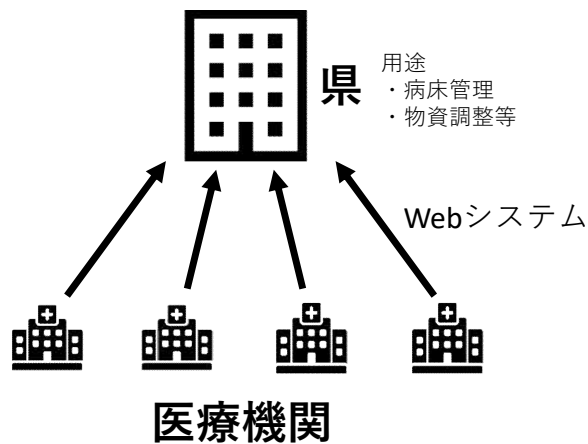 県
用途
・病床管理
・物資調整等
Webシステム
医療機関